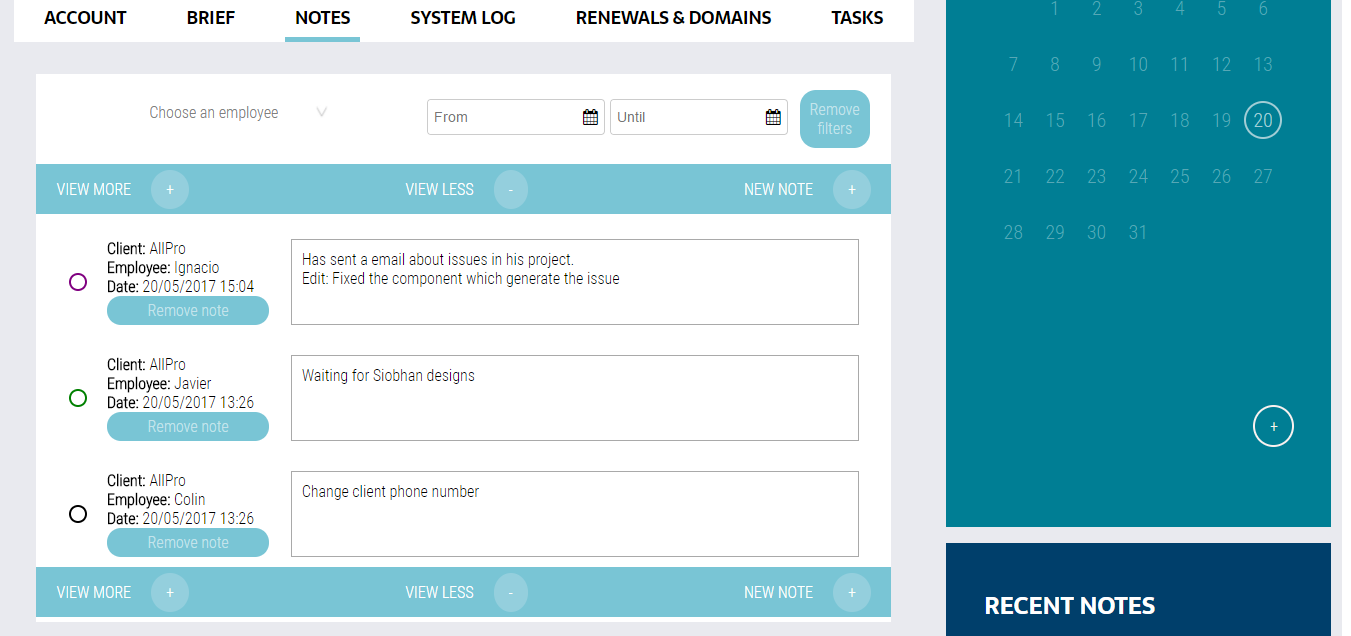 ACCOUNT BRIEF NOTES SYSTEM LOG RENEWALS & DOMAINS TASKS
Choose an employee
From
Until
Remove
filters
VIEW MORE + VIEW LESS - NEW NOTE +
Client: AllPro
Employee: Ignacio
Date: 20/05/2017 15:04
Remove note
Has sent a email about issues in his project.
Edit: Fixed the component which generate the issue
Client: AllPro
Employee: Javier
Date: 20/05/2017 13:26
Remove note
Waiting for Siobhan designs
Client: AllPro
Employee: Colin
Date: 20/05/2017 13:26
Remove note
Change client phone number
VIEW MORE + VIEW LESS - NEW NOTE +
1 2 3 4 5 6
7 8 9 10 11 12 13
14 15 16 17 18 19 20
21 22 23 24 25 26 27
28 29 30 31
+
RECENT NOTES